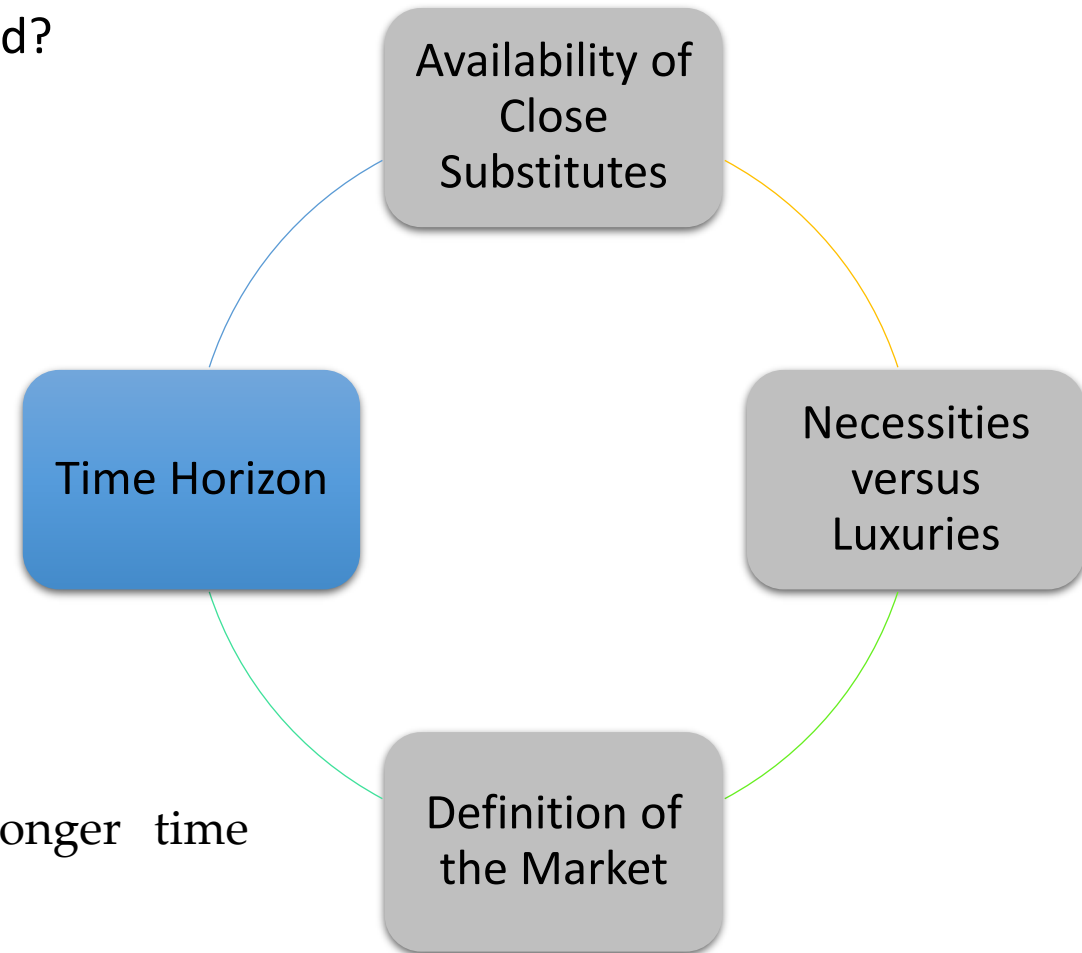 d?
Availability of
Close
Substitutes
Necessities
versus
Luxuries
Time Horizon
Definition of
the Market
onger time